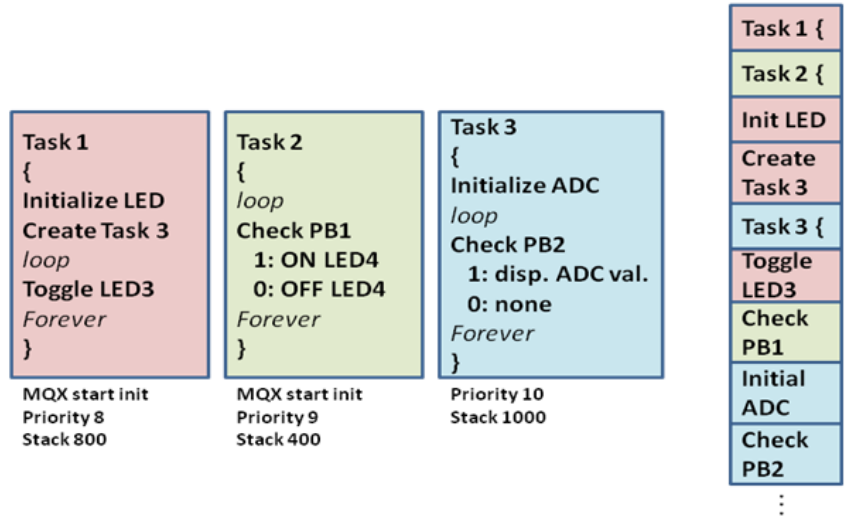 Task 1
{
Initialize LED
Create Task 3
loop
Toggle LED3
Forever
}
MQX start init
Priority 8
Stack 800
Task 2
{
loop
Check PB1
1: ON LED4
0: OFF LED4
Forever
}
MQX start init
Priority 9
Stack 400
Task 3
{
Initialize ADC
loop
Check PB2
1: disp. ADC val.
0: none
Forever
}
Priority 10
Stack 1000
Task 1 {
Task 2 {
Init LED
Create
Task 3
Task 3 {
Toggle
LED3
Check
PB1
Initial
ADC
Check
PB2
⋮